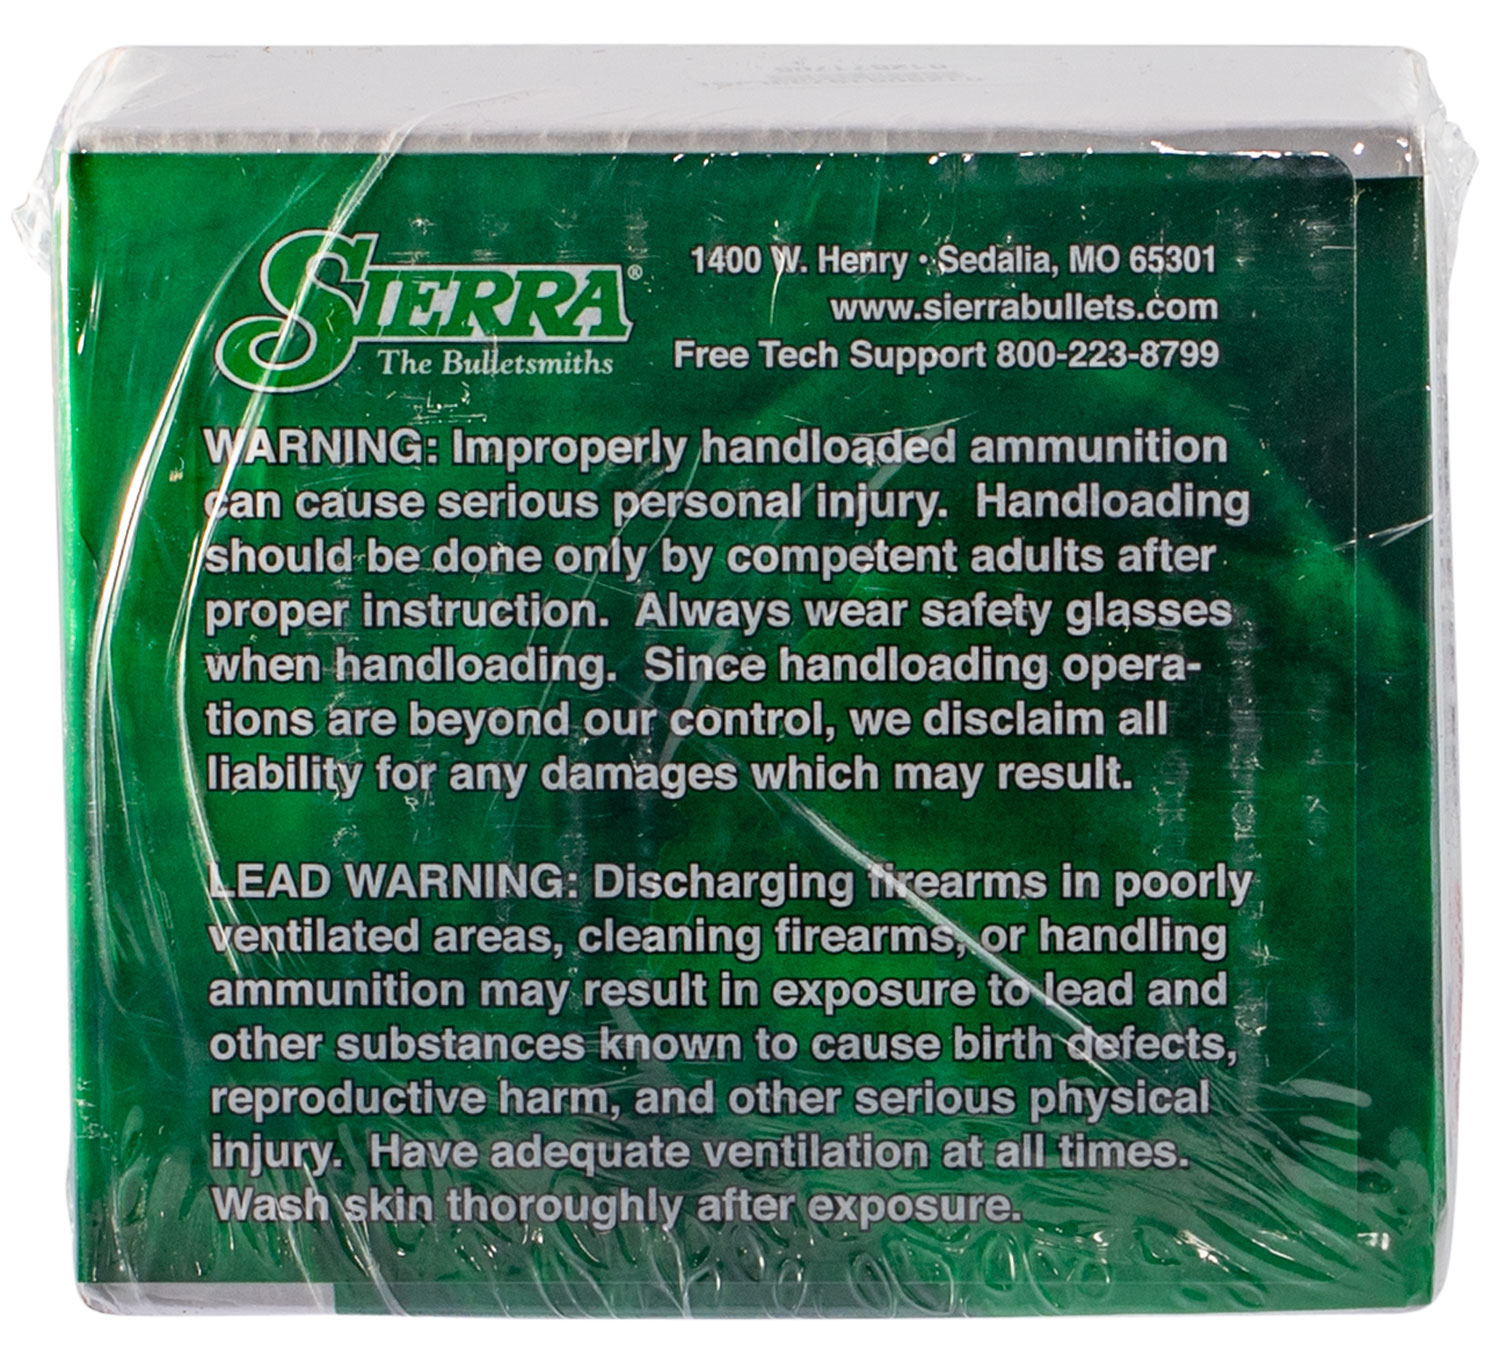 SIERRA®
The Bulletsmiths
1400 W. Henry • Sedalia, MO 65301
www.sierrabullets.com
Free Tech Support 800-223-8799
WARNING: Improperly handloaded ammunition
can cause serious personal injury. Handloading
should be done only by competent adults after
proper instruction. Always wear safety glasses
when handloading. Since handloading opera-
tions are beyond our control, we disclaim all
liability for any damages which may result.
LEAD WARNING: Discharging firearms in poorly
ventilated areas, cleaning firearms, or handling
ammunition may result in exposure to lead and
other substances known to cause birth defects,
reproductive harm, and other serious physical
injury. Have adequate ventilation at all times.
Wash skin thoroughly after exposure.